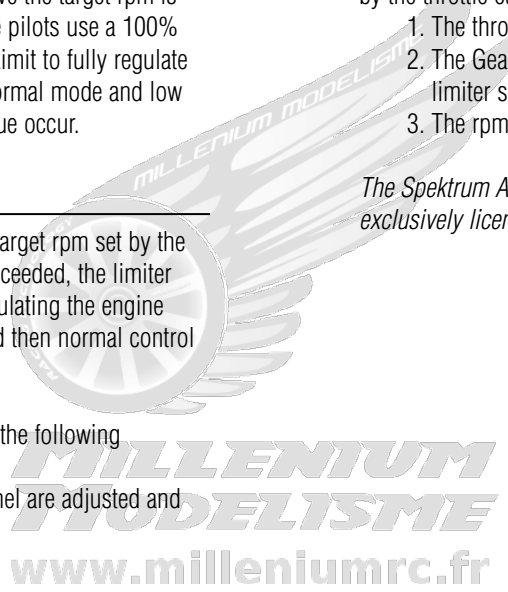 ve the target rpm is
e pilots use a 100%
imit to fully regulate
ormal mode and low
ue occur.
arget rpm set by the
ceeded, the limiter
ulating the engine
d then normal control
the following
nel are adjusted and
by the throttle
1. The thro
2. The Gea
limiter s
3. The rpm
The Spektrum A
exclusively licen
MILLENIUM MODELISME
MILLENIUM
MODELISME
www.milleniumrc.fr